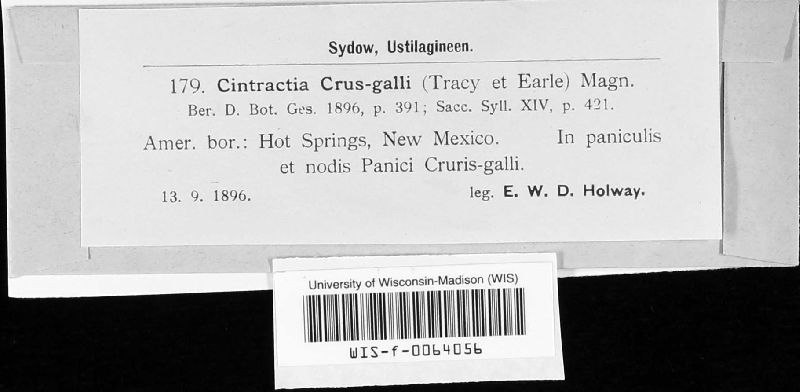 Sydow, Ustilagineen.
179. Cintractia Crus-galli (Tracy et Earle) Magn.
Ber. D. Bot. Ges. 1896, p. 391; Sacc. Syll. XIV, p. 421.
Amer. bor.: Hot Springs, New Mexico. In paniculis
et nodis Panici Cruris-galli.
13. 9. 1896. leg. E. W. D. Holway.
University of Wisconsin-Madison (WIS)
WIS-f-0064056